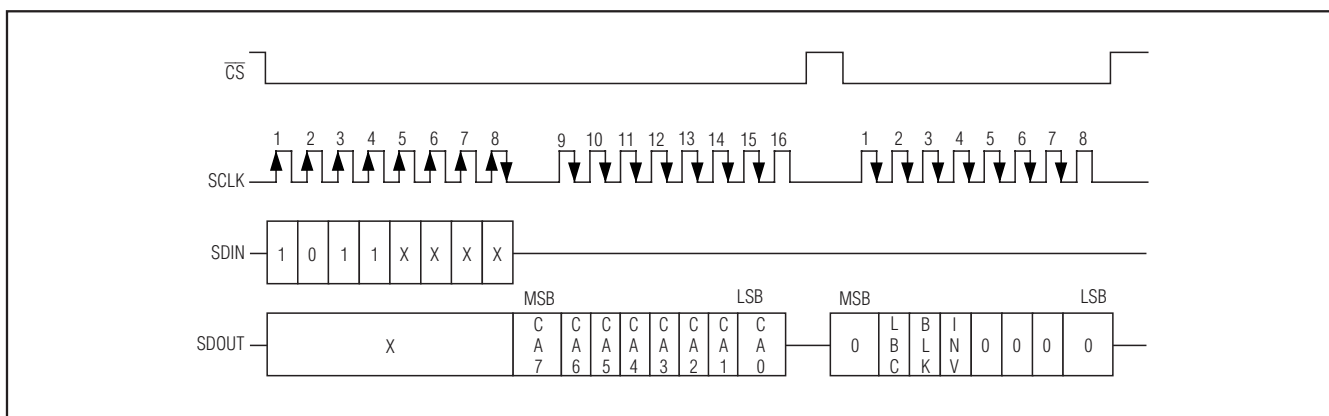 CS
1 2 3 4 5 6 7 8 9 10 11 12 13 14 15 16 1 2 3 4 5 6 7 8
SCLK
SDIN 1 0 1 1 X X X X
MSB LSB MSB LSB
SDOUT X CA7 CA6 CA5 CA4 CA3 CA2 CA1 CA0 0 LBC BLK INV 0 0 0 0